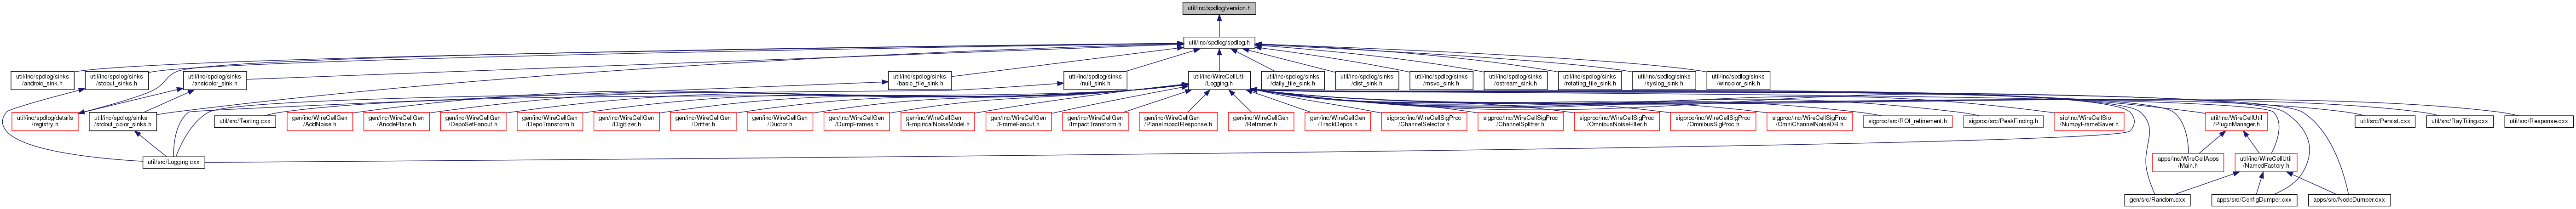 util/inc/spdlog/version.h
util/inc/spdlog/spdlog.h
util/inc/spdlog/sinks
/android_sink.h
util/inc/spdlog/sinks
/stdout_sinks.h
util/inc/spdlog/sinks
/ansicolor_sink.h
util/inc/spdlog/sinks
/basic_file_sink.h
util/inc/spdlog/sinks
/null_sink.h
util/inc/WireCellUtil
/Logging.h
util/inc/spdlog/sinks
/daily_file_sink.h
util/inc/spdlog/sinks
/dist_sink.h
util/inc/spdlog/sinks
/msvc_sink.h
util/inc/spdlog/sinks
/ostream_sink.h
util/inc/spdlog/sinks
/rotating_file_sink.h
util/inc/spdlog/sinks
/syslog_sink.h
util/inc/spdlog/sinks
/wincolor_sink.h
util/inc/spdlog/details
/registry.h
util/inc/spdlog/sinks
/stdout_color_sinks.h
util/src/Testing.cxx
gen/inc/WireCellGen
/AddNoise.h
gen/inc/WireCellGen
/AnodePlane.h
gen/inc/WireCellGen
/DepoSetFanout.h
gen/inc/WireCellGen
/DepoTransform.h
gen/inc/WireCellGen
/Digitizer.h
gen/inc/WireCellGen
/Drifter.h
gen/inc/WireCellGen
/Ductor.h
gen/inc/WireCellGen
/DumpFrames.h
gen/inc/WireCellGen
/EmpiricalNoiseModel.h
gen/inc/WireCellGen
/FrameFanout.h
gen/inc/WireCellGen
/ImpactTransform.h
gen/inc/WireCellGen
/PlaneImpactResponse.h
gen/inc/WireCellGen
/Reframer.h
gen/inc/WireCellGen
/TrackDepos.h
sigproc/inc/WireCellSigProc
/ChannelSelector.h
sigproc/inc/WireCellSigProc
/ChannelSplitter.h
sigproc/inc/WireCellSigProc
/OmnibusNoiseFilter.h
sigproc/inc/WireCellSigProc
/OmnibusSigProc.h
sigproc/inc/WireCellSigProc
/OmniChannelNoiseDB.h
sigproc/src/ROI_refinement.h
sigproc/src/PeakFinding.h
sio/inc/WireCellSio
/NumpyFrameSaver.h
util/inc/WireCellUtil
/PluginManager.h
util/src/Persist.cxx
util/src/RayTiling.cxx
util/src/Response.cxx
util/src/Logging.cxx
apps/inc/WireCellApps
/Main.h
util/inc/WireCellUtil
/NamedFactory.h
gen/src/Random.cxx
apps/src/ConfigDumper.cxx
apps/src/NodeDumper.cxx